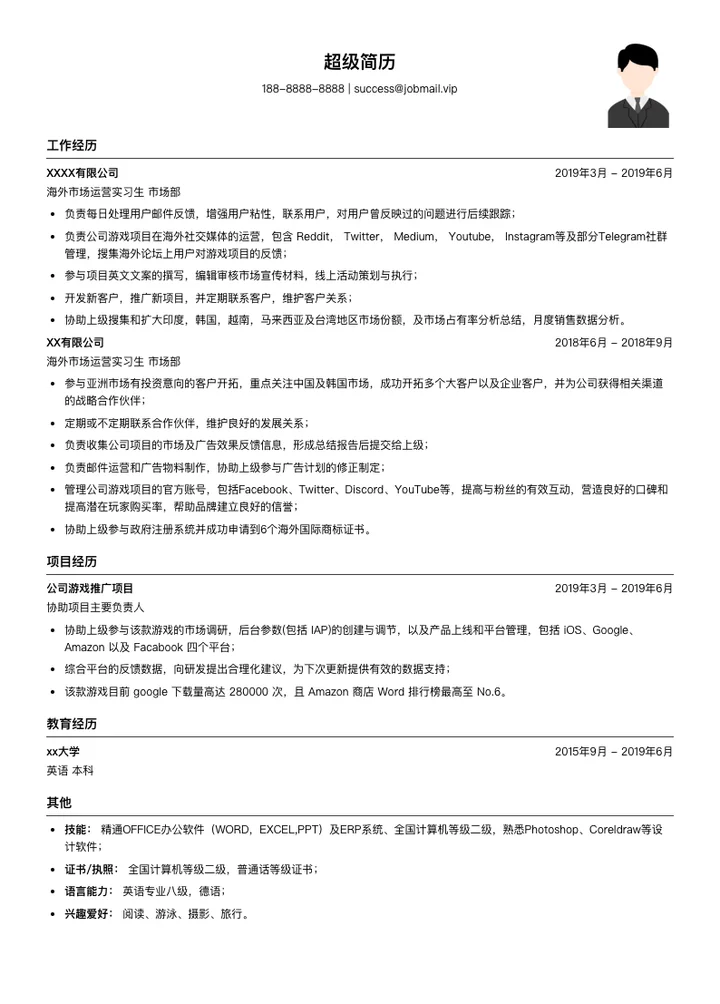 超级简历
188-8888-8888 | success@jobmail.vip
工作经历
XXXX有限公司 2019年3月 – 2019年6月
海外市场运营实习生 市场部
• 负责每日处理用户邮件反馈，增强用户粘性，联系用户，对用户曾反映过的问题进行后续跟踪；
• 负责公司游戏项目在海外社交媒体的运营，包含 Reddit， Twitter， Medium， Youtube， Instagram等及部分Telegram社群
管理，搜集海外论坛上用户对游戏项目的反馈；
• 参与项目英文文案的撰写，编辑审核市场宣传材料，线上活动策划与执行；
• 开发新客户，推广新项目，并定期联系客户，维护客户关系；
• 协助上级搜集和扩大印度，韩国，越南，马来西亚及台湾地区市场份额，及市场占有率分析总结，月度销售数据分析。
XX有限公司 2018年6月 – 2018年9月
海外市场运营实习生 市场部
• 参与亚洲市场有投资意向的客户开拓，重点关注中国及韩国市场，成功开拓多个大客户以及企业客户，并为公司获得相关渠道
的战略合作伙伴；
• 定期或不定期联系合作伙伴，维护良好的发展关系；
• 负责收集公司项目的市场及广告效果反馈信息，形成总结报告后提交给上级；
• 负责邮件运营和广告物料制作，协助上级参与广告计划的修正制定；
• 管理公司游戏项目的官方账号，包括Facebook、Twitter、Discord、YouTube等，提高与粉丝的有效互动，营造良好的口碑和
提高潜在玩家购买率，帮助品牌建立良好的信誉；
• 协助上级参与政府注册系统并成功申请到6个海外国际商标证书。
项目经历
公司游戏推广项目 2019年3月 – 2019年6月
协助项目主要负责人
• 协助上级参与该款游戏的市场调研，后台参数(包括 IAP)的创建与调节，以及产品上线和平台管理，包括 iOS、Google、
Amazon 以及 Facabook 四个平台；
• 综合平台的反馈数据，向研发提出合理化建议，为下次更新提供有效的数据支持；
• 该款游戏目前 google 下载量高达 280000 次，且 Amazon 商店 Word 排行榜最高至 No.6。
教育经历
xx大学 2015年9月 – 2019年6月
英语 本科
其他
• 技能： 精通OFFICE办公软件（WORD，EXCEL,PPT）及ERP系统、全国计算机等级二级，熟悉Photoshop、Coreldraw等设
计软件；
• 证书/执照： 全国计算机等级二级，普通话等级证书；
• 语言能力： 英语专业八级，德语；
• 兴趣爱好： 阅读、游泳、摄影、旅行。